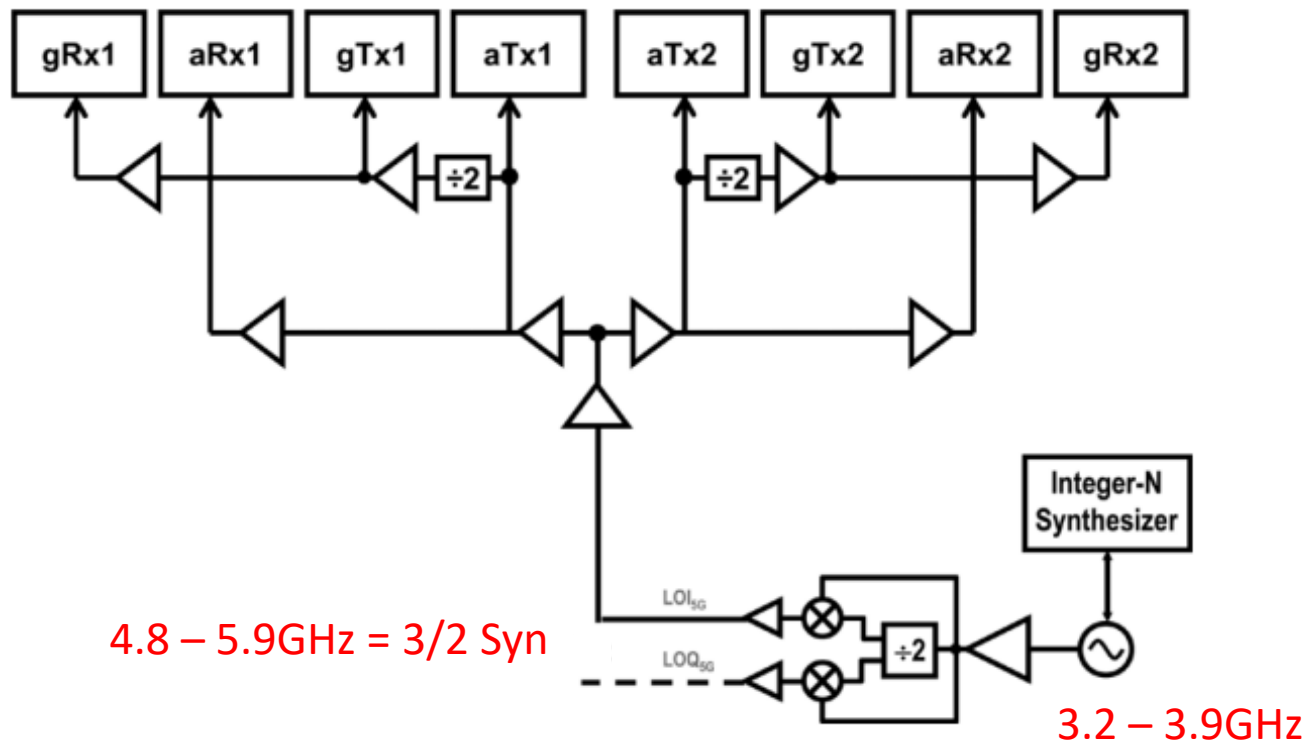 gRx1 aRx1 gTx1 aTx1 aTx2 gTx2 aRx2 gRx2
÷2 ÷2
Integer-N
Synthesizer
LOI5G
4.8 – 5.9GHz = 3/2 Syn
÷2
LOQ5G
3.2 – 3.9GHz